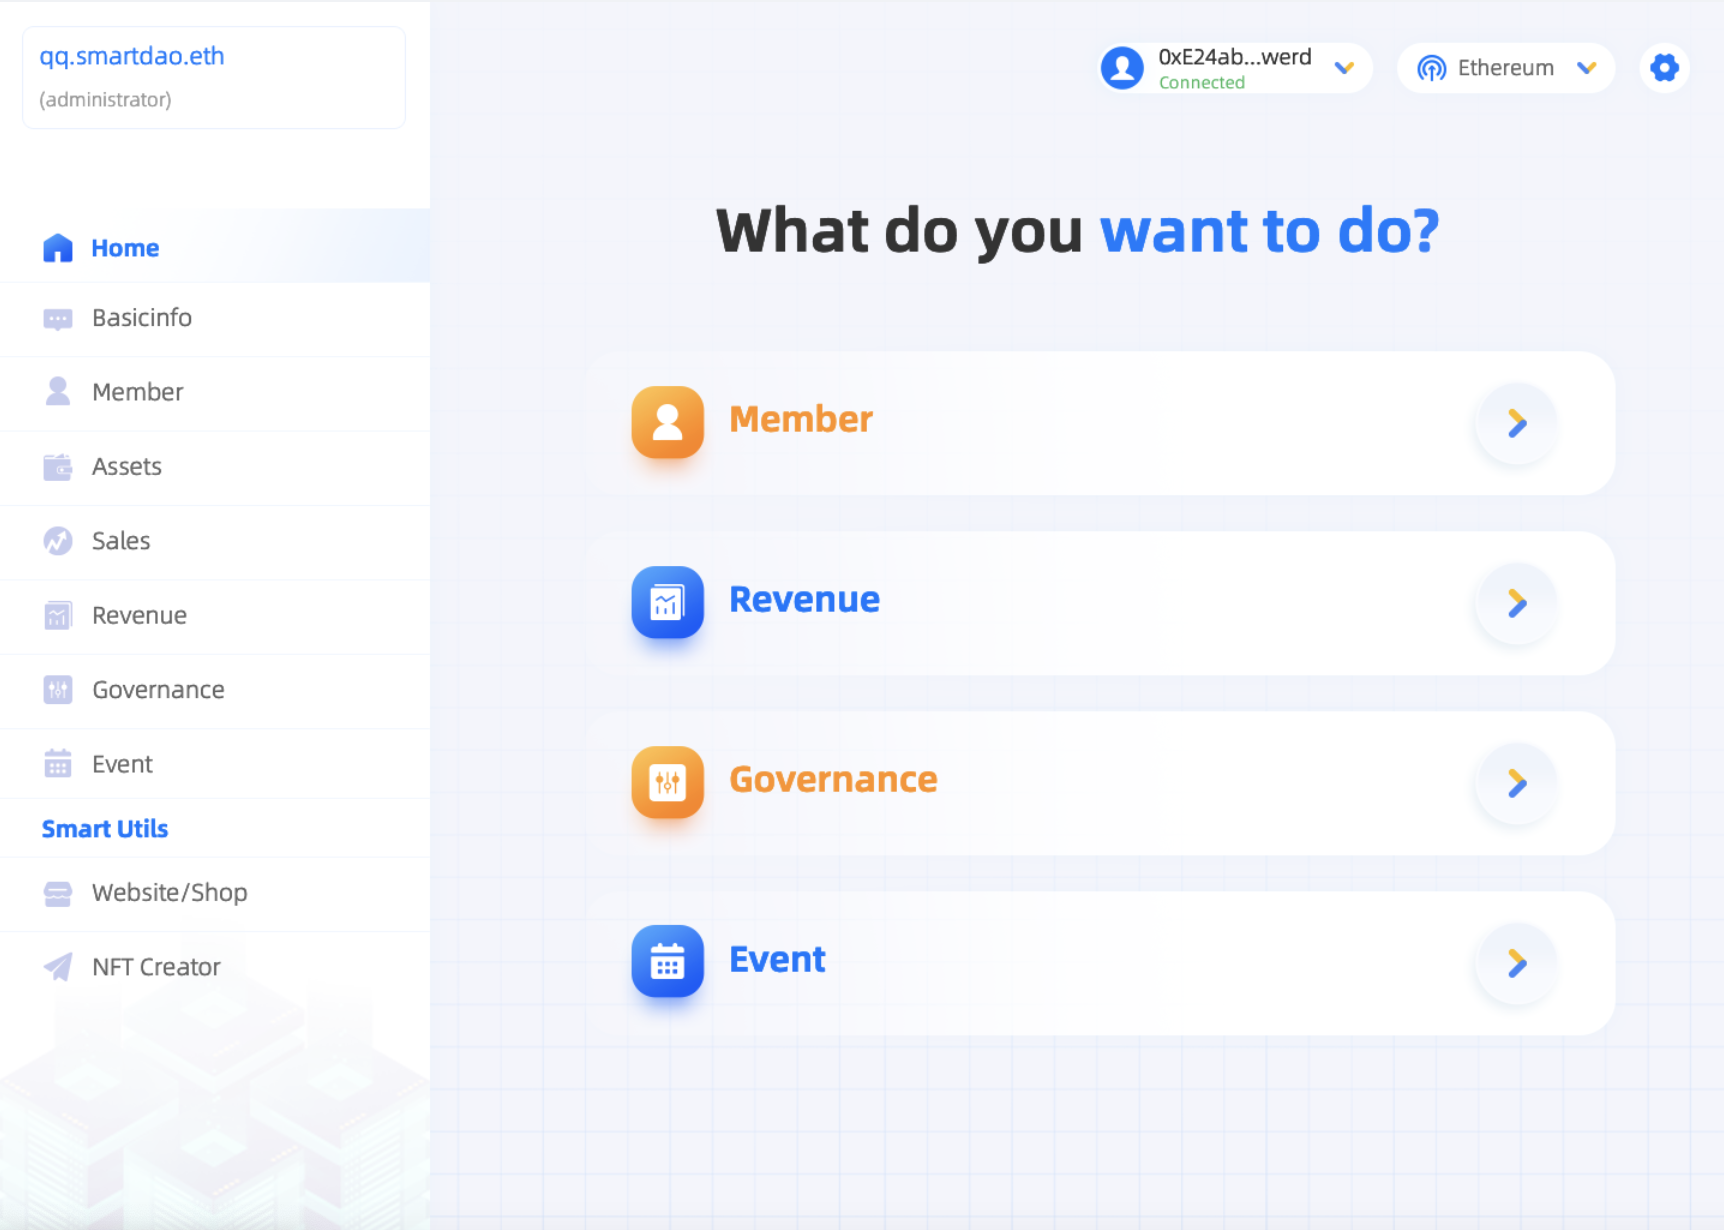 qq.smartdao.eth
(administrator)
Home
Basicinfo
Member
Assets
Sales
Revenue
Governance
Event
Smart Utils
Website/Shop
NFT Creator
0xE24ab...werd
Connected
Ethereum
What do you want to do?
Member
Revenue
Governance
Event